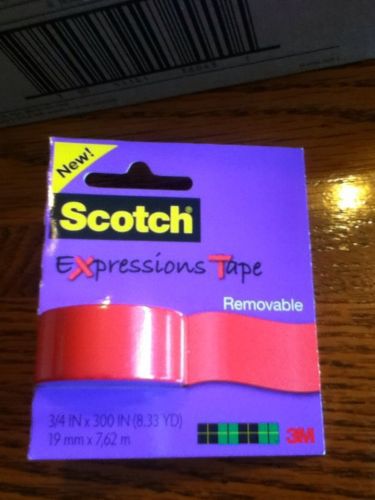 New!
Scotch
Expressions Tape
Removable
3/4 IN x 300 IN (8.33 YD)
19 mm x 7,62 m
3M